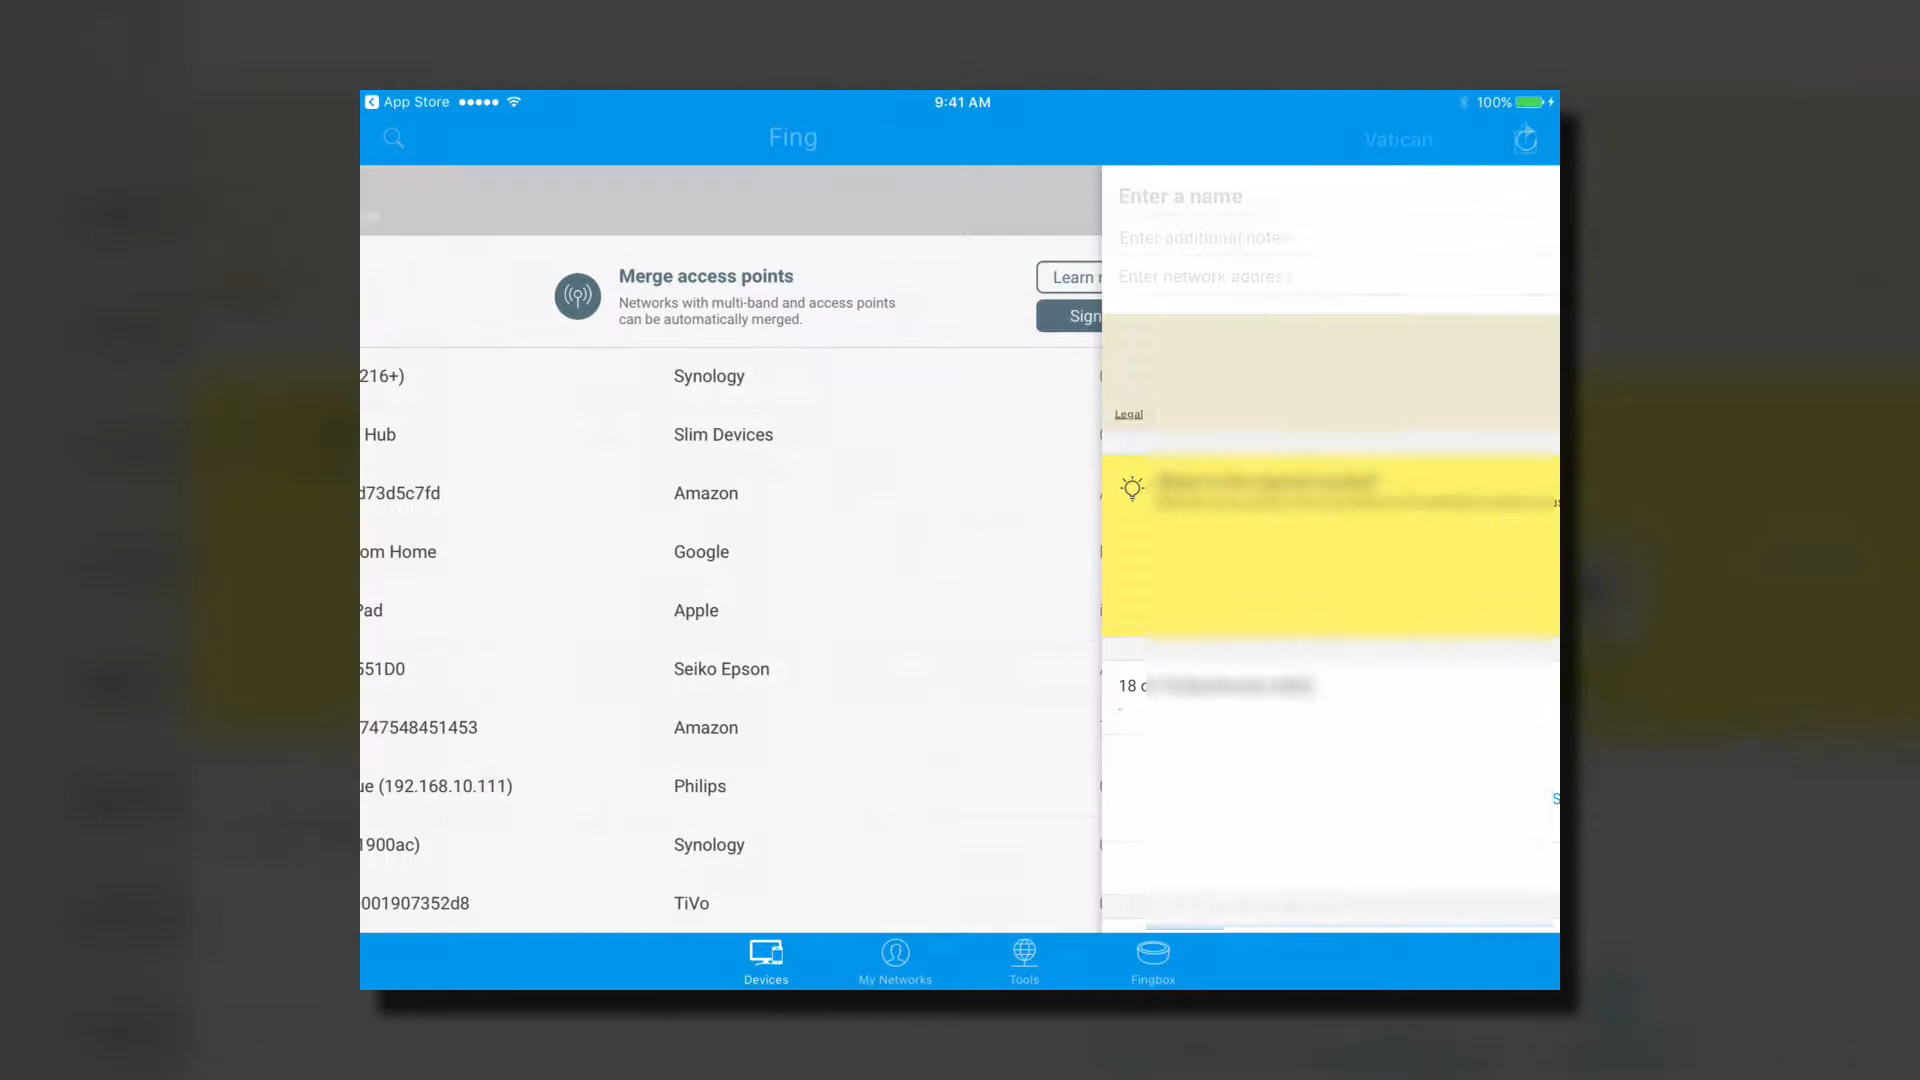 App Store
9:41 AM
100%
Fing
Vatican
Merge access points
Networks with multi-band and access points
can be automatically merged.
Learn
Sign
216+)
Synology
Hub
Slim Devices
d73d5c7fd
Amazon
om Home
Google
Pad
Apple
551D0
Seiko Epson
747548451453
Amazon
ue (192.168.10.111)
Philips
1900ac)
Synology
001907352d8
TiVo
Enter a name
Enter additional notes
Enter network address
Legal
18
Devices
My Networks
Tools
Fingbox